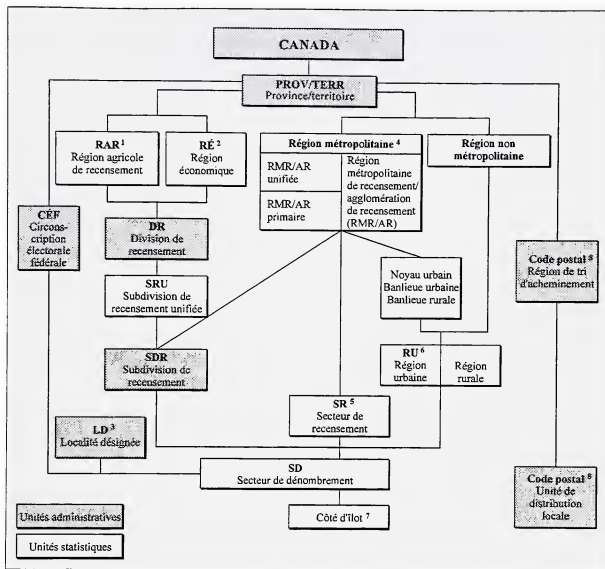 CANADA
PROV/TERR
Province/territoire
RAR 1
Région agricole
de recensement
RÉ 2
Région
économique
Région métropolitaine 4
RMR/AR
unifiée
RMR/AR
primaire
Région
métropolitaine
de recensement/
agglomération
de recensement
(RMR/AR)
Région non
métropolitaine
CÉF
Circons-
cription
électorale
fédérale
DR
Division de
recensement
SRU
Subdivision de
recensement unifiée
SDR
Subdivision de
recensement
Noyau urbain
Banlieue urbaine
Banlieue rurale
Code postal 8
Région de tri
d'acheminement
RU 6
Région
urbaine
Région
rurale
SR 5
Secteur de
recensement
LD 3
Localité désignée
SD
Secteur de dénombrement
Côté d'îlot 7
Code postal 8
Unité de
distribution
locale
Unités administratives
Unités statistiques